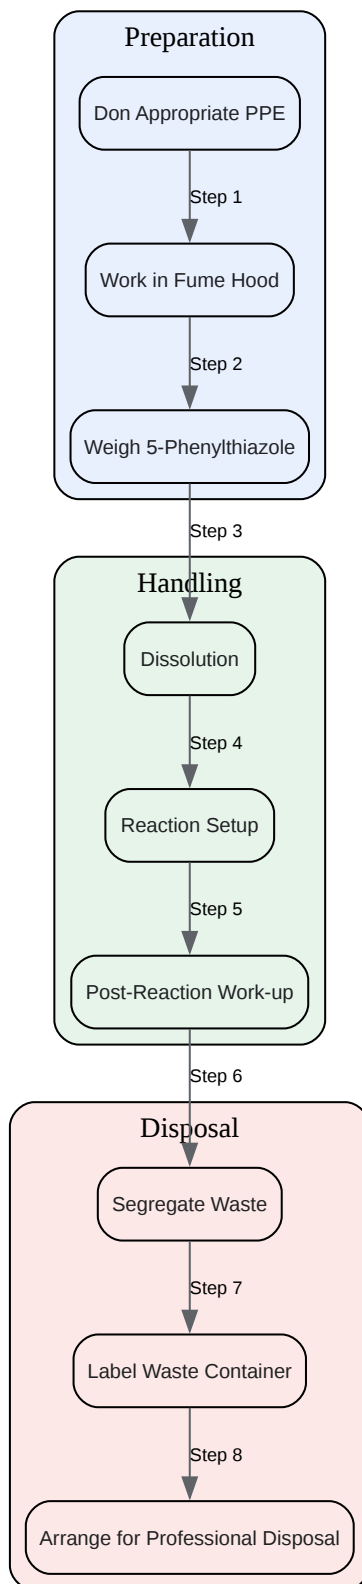 Preparation
Don Appropriate PPE
Step 1
Work in Fume Hood
Step 2
Weigh 5-Phenylthiazole
Step 3
Handling
Dissolution
Step 4
Reaction Setup
Step 5
Post-Reaction Work-up
Step 6
Disposal
Segregate Waste
Step 7
Label Waste Container
Step 8
Arrange for Professional Disposal